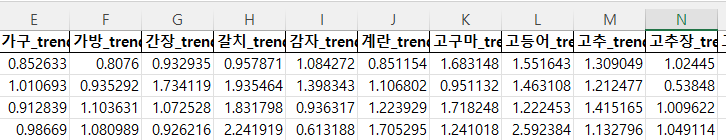 E F G H I J K L M N
가구_trend 가방_trend 간장_trend 갈치_trend 감자_trend 계란_trend 고구마_tren 고등어_tren 고추_trend 고추장_tre
0.852633 0.8076 0.932935 0.957871 1.084272 0.851154 1.683148 1.551643 1.309049 1.02445
1.010693 0.935292 1.734119 1.935464 1.398343 1.106802 0.951132 1.463108 1.212477 0.53848
0.912839 1.103631 1.072528 1.831798 0.936317 1.223929 1.718248 1.222453 1.415165 1.009622
0.98669 1.080989 0.926216 2.241919 0.613188 1.705295 1.241018 2.592384 1.132796 1.049114